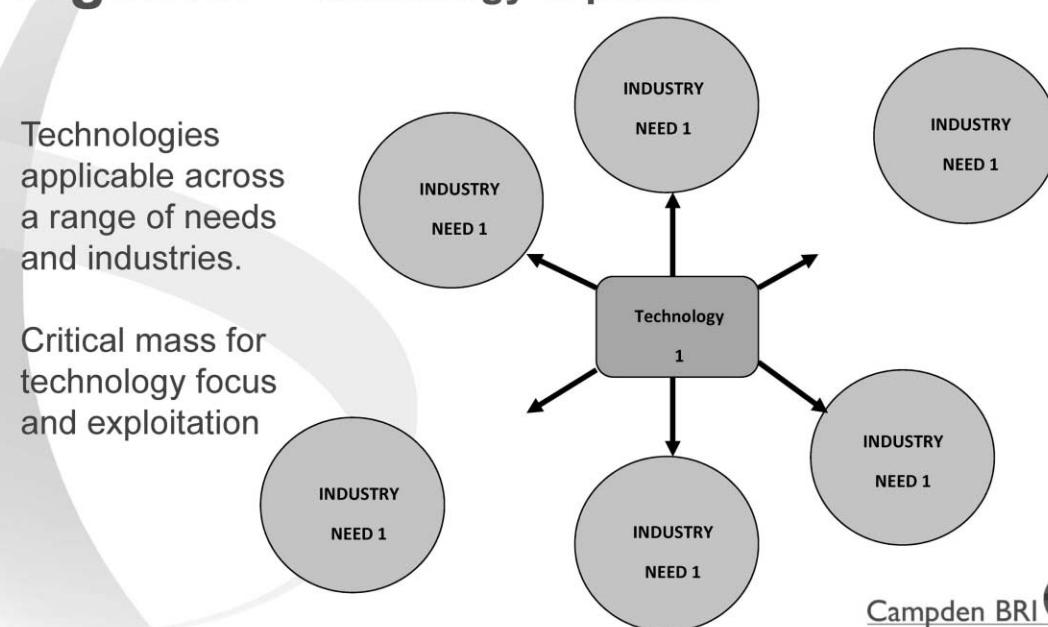 Technologies
applicable across
a range of needs
and industries.
Critical mass for
technology focus
and exploitation
INDUSTRY
NEED 1
INDUSTRY
NEED 1
INDUSTRY
NEED 1
Technology
1
INDUSTRY
NEED 1
INDUSTRY
NEED 1
INDUSTRY
NEED 1
Campden BRI